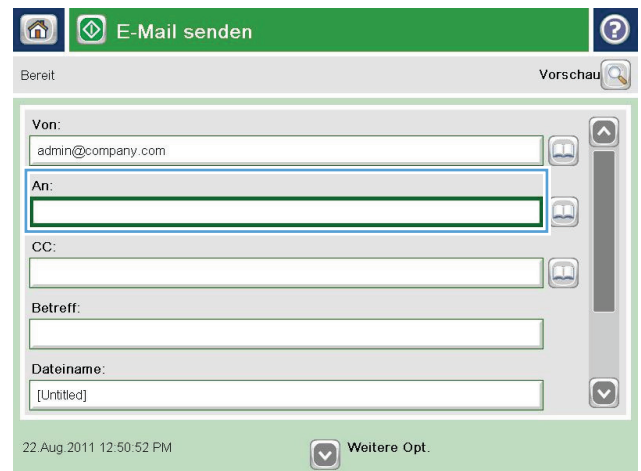 E-Mail senden
Bereit
Vorschau
Von:
admin@company.com
An:
CC:
Betreff:
Dateiname:
[Untitled]
22.Aug.2011 12:50:52 PM
Weitere Opt.